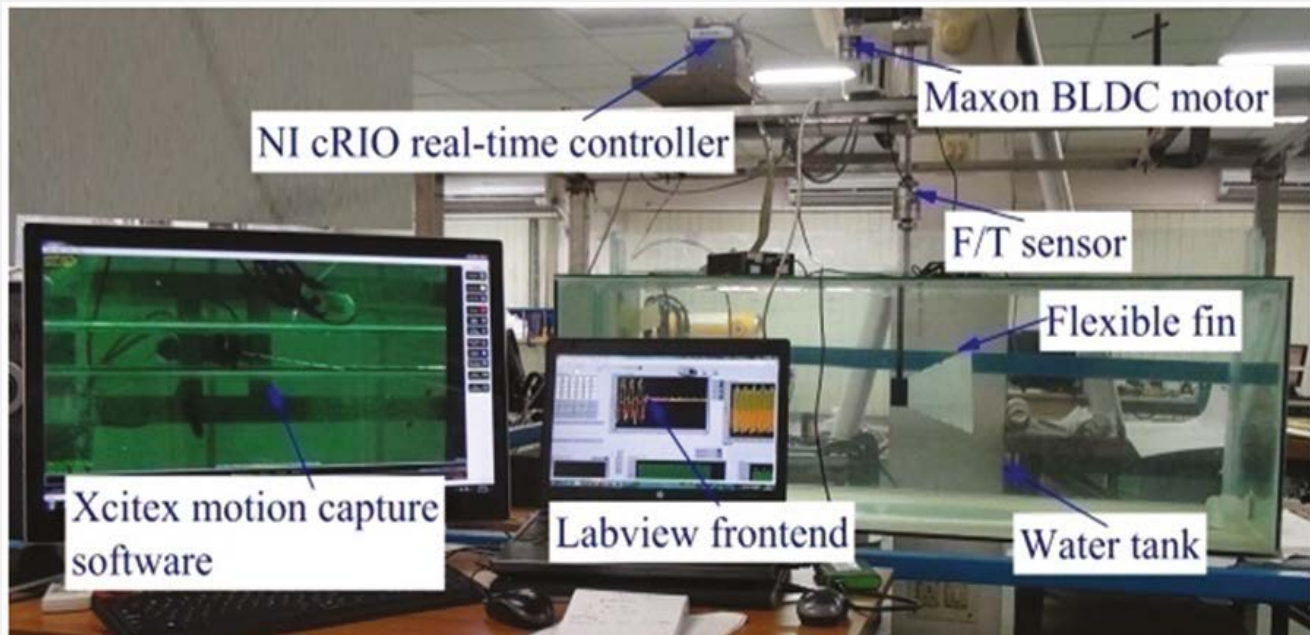 Maxon BLDC motor
NI cRIO real-time controller
F/T sensor
Flexible fin
Xcitex motion capture
software
Labview frontend
Water tank